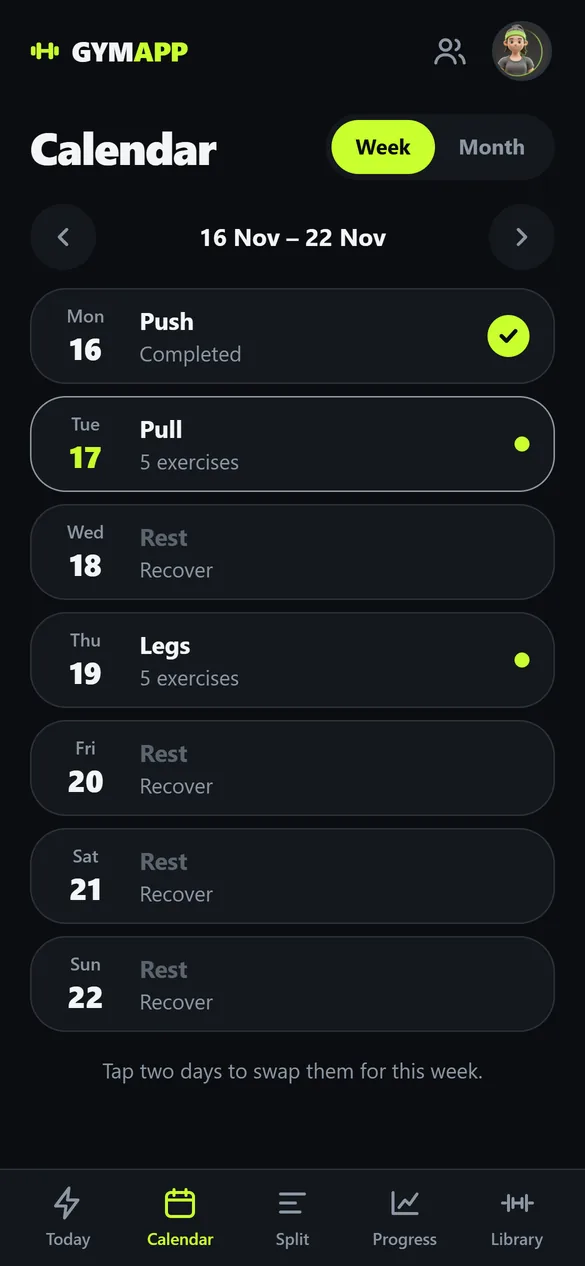 GYMAPP
Calendar
Week
Month
16 Nov – 22 Nov
Mon
16
Push
Completed
Tue
17
Pull
5 exercises
Wed
18
Rest
Recover
Thu
19
Legs
5 exercises
Fri
20
Rest
Recover
Sat
21
Rest
Recover
Sun
22
Rest
Recover
Tap two days to swap them for this week.
Today
Calendar
Split
Progress
Library